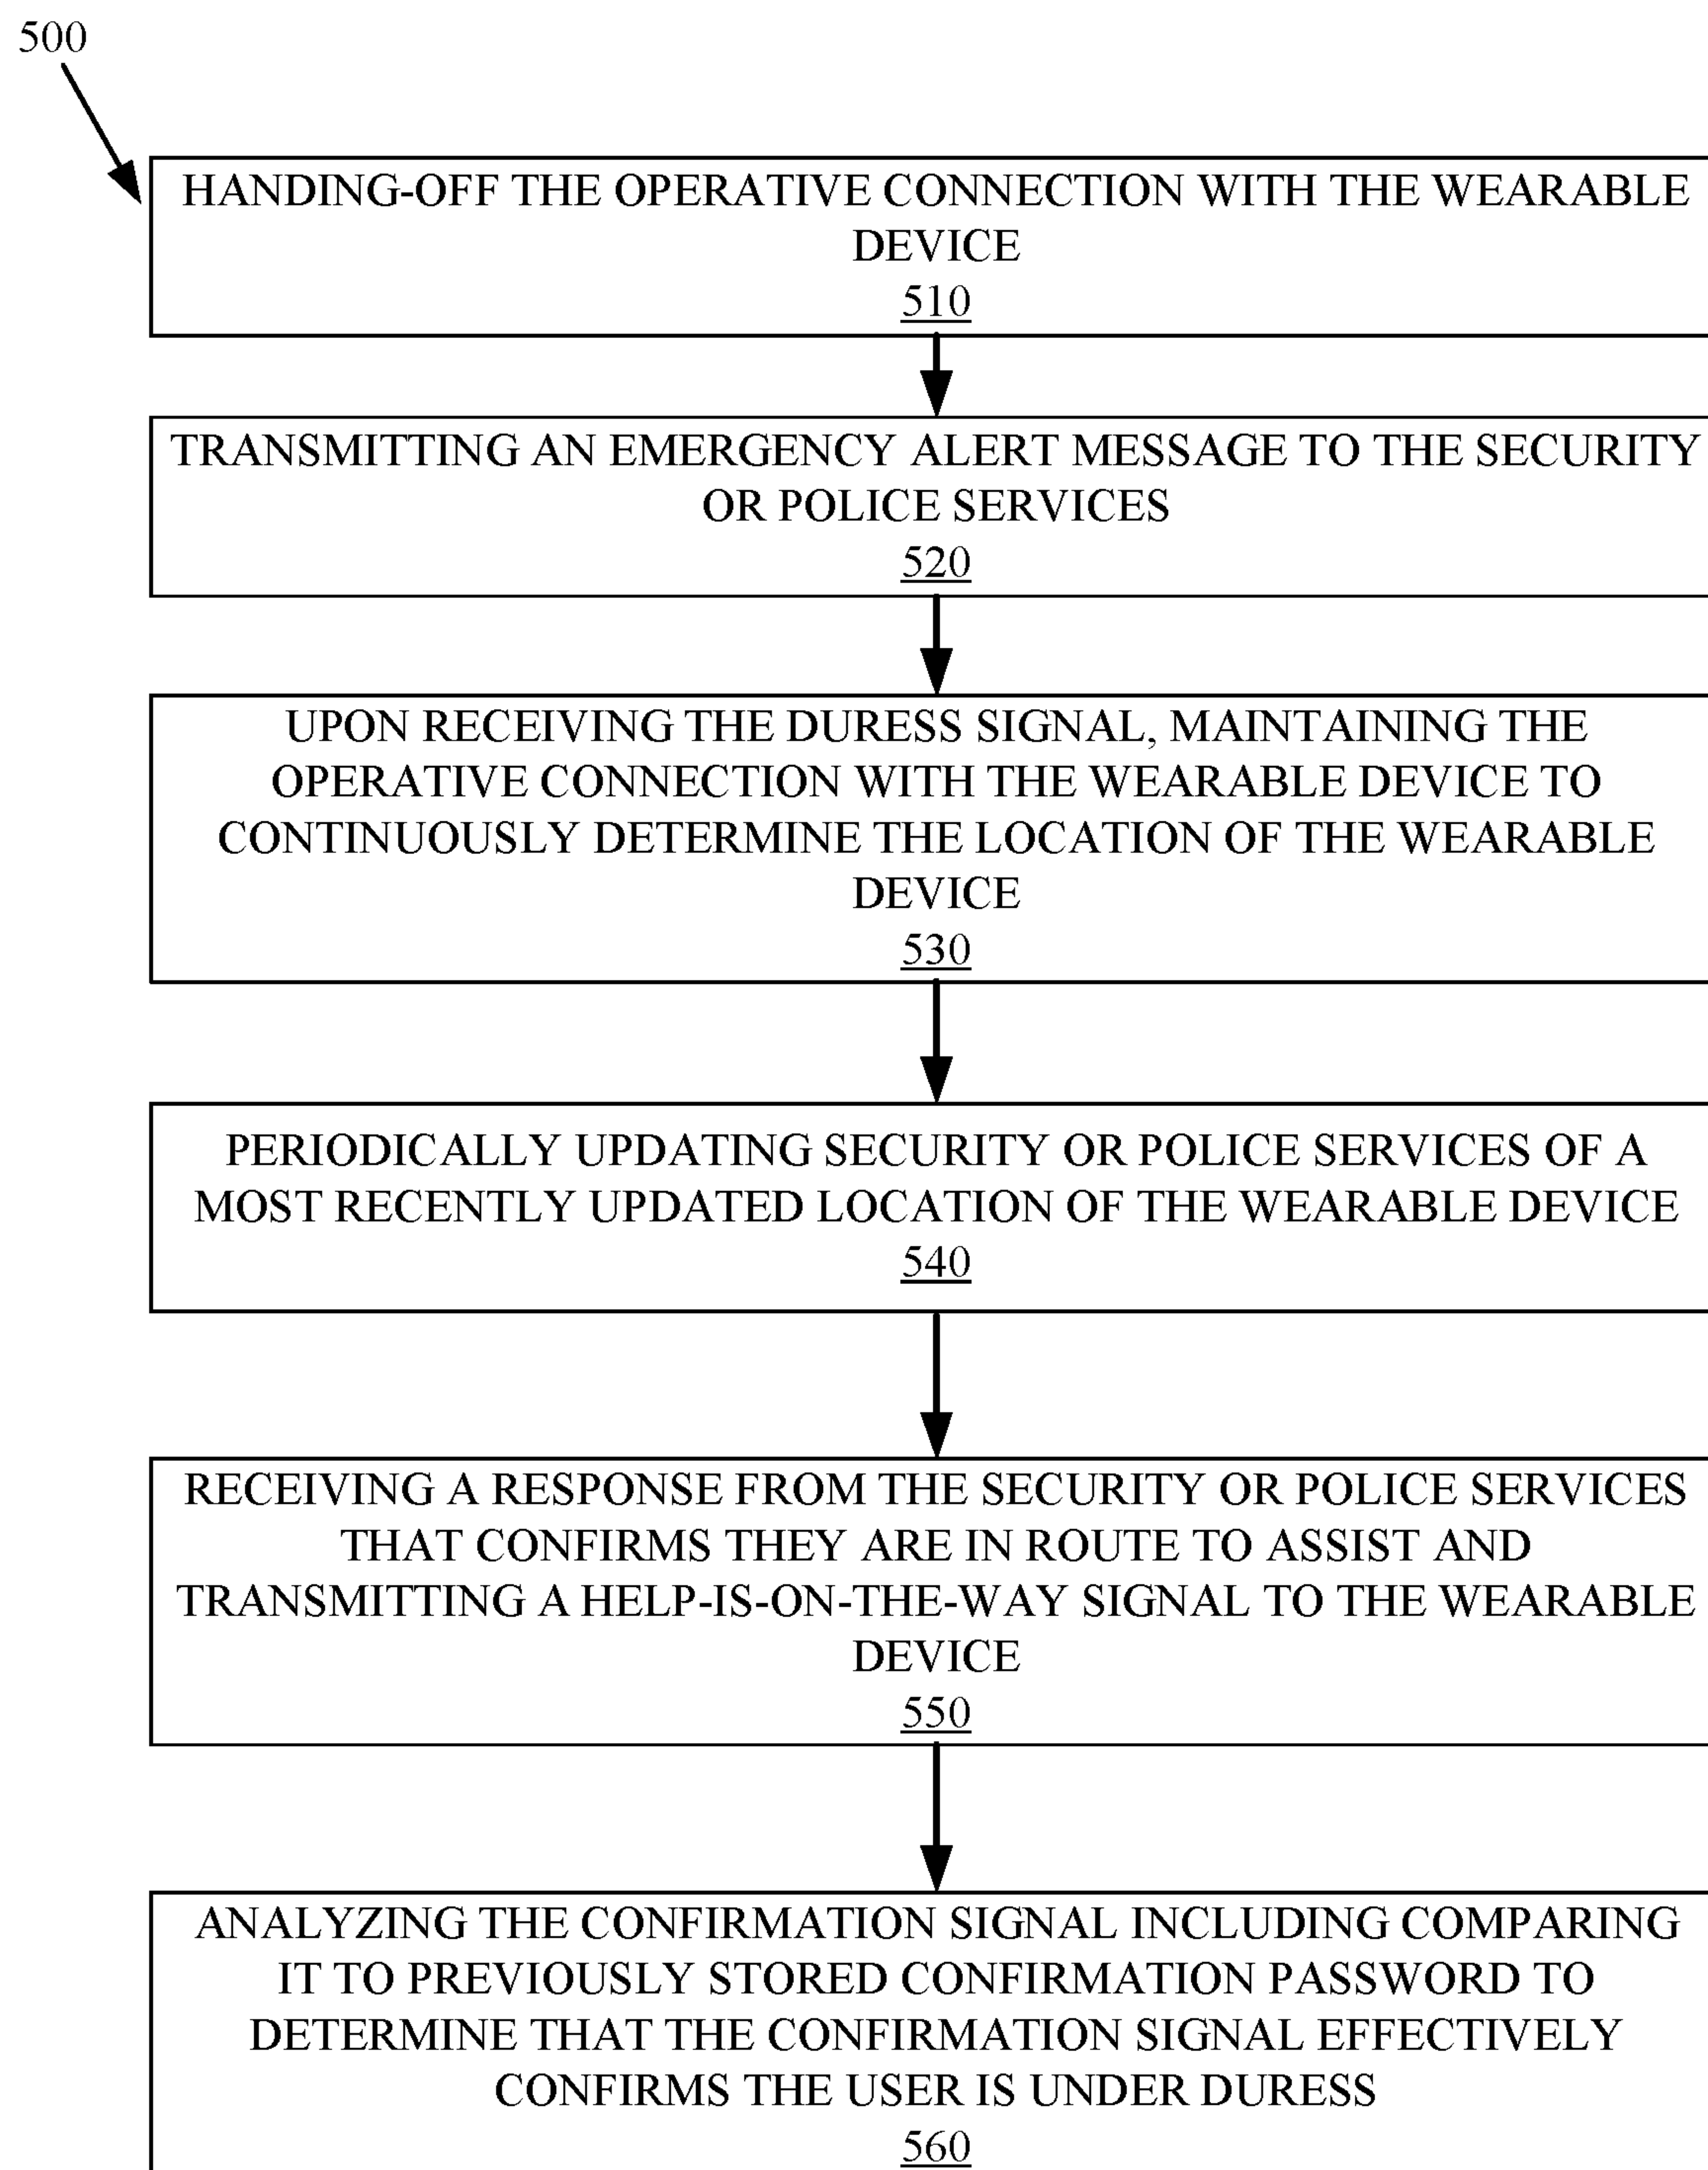 500
HANDING-OFF THE OPERATIVE CONNECTION WITH THE WEARABLE
DEVICE
510
TRANSMITTING AN EMERGENCY ALERT MESSAGE TO THE SECURITY
OR POLICE SERVICES
520
UPON RECEIVING THE DURESS SIGNAL, MAINTAINING THE
OPERATIVE CONNECTION WITH THE WEARABLE DEVICE TO
CONTINUOUSLY DETERMINE THE LOCATION OF THE WEARABLE
DEVICE
530
PERIODICALLY UPDATING SECURITY OR POLICE SERVICES OF A
MOST RECENTLY UPDATED LOCATION OF THE WEARABLE DEVICE
540
RECEIVING A RESPONSE FROM THE SECURITY OR POLICE SERVICES
THAT CONFIRMS THEY ARE IN ROUTE TO ASSIST AND
TRANSMITTING A HELP-IS-ON-THE-WAY SIGNAL TO THE WEARABLE
DEVICE
550
ANALYZING THE CONFIRMATION SIGNAL INCLUDING COMPARING
IT TO PREVIOUSLY STORED CONFIRMATION PASSWORD TO
DETERMINE THAT THE CONFIRMATION SIGNAL EFFECTIVELY
CONFIRMS THE USER IS UNDER DURESS
560